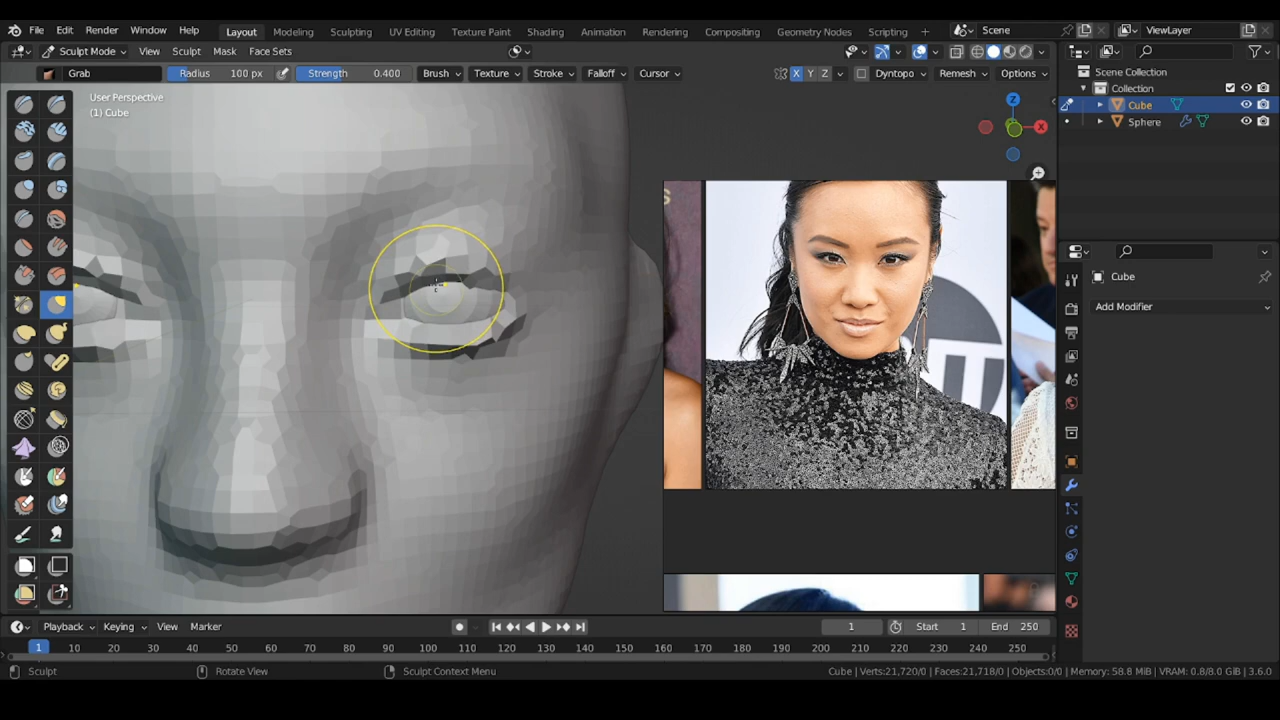 File Edit Render Window Help Layout Modeling Sculpting UV Editing Texture Paint Shading Animation Rendering Compositing Geometry Nodes Scripting + Scene ViewLayer
Sculpt Mode View Sculpt Mask Face Sets
Grab Radius 100 px Strength 0.400 Brush Texture Stroke Falloff Cursor X Y Z Dyntopo Remesh Options
User Perspective
(1) Cube
Z
X
Scene Collection
Collection
Cube
Sphere
Cube
Add Modifier
Playback Keying View Marker 1 Start 1 End 250
1 10 20 30 40 50 60 70 80 90 100 110 120 130 140 150 160 170 180 190 200 210 220 230 240 250
Sculpt Rotate View Sculpt Context Menu Cube | Verts:21,720/0 | Faces:21,718/0 | Objects:0/0 | Memory: 58.8 MiB | VRAM: 0.8/8.0 GiB | 3.6.0